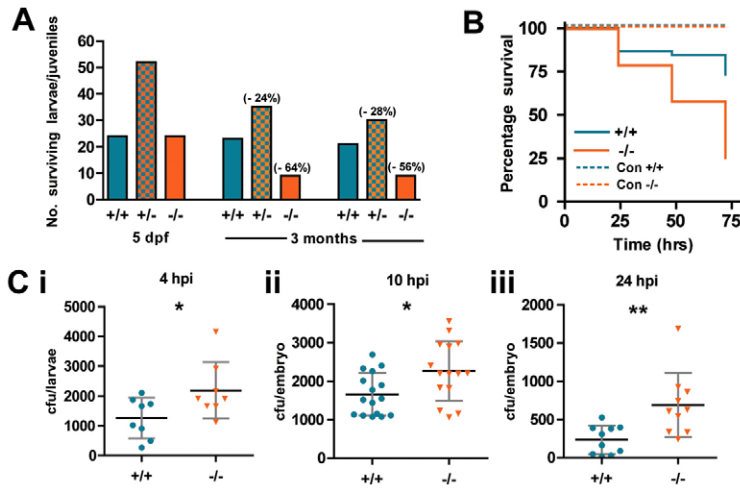 A
No. surviving larvae/juveniles
60
50
40
30
20
10
0
(- 24%)
(- 64%)
(- 28%)
(- 56%)
+/+ +/- -/- +/+ +/- -/- +/+ +/- -/-
5 dpf 3 months
B
Percentage survival
100
75
50
25
0
+/+
-/-
Con +/+
Con -/-
0 25 50 75
Time (hrs)
C i
4 hpi
*
cfu/larvae
5000
4000
3000
2000
1000
0
+/+ -/-
ii
10 hpi
*
cfu/embryo
4000
3000
2000
1000
0
+/+ -/-
iii
24 hpi
**
cfu/embryo
2000
1500
1000
500
0
+/+ -/-